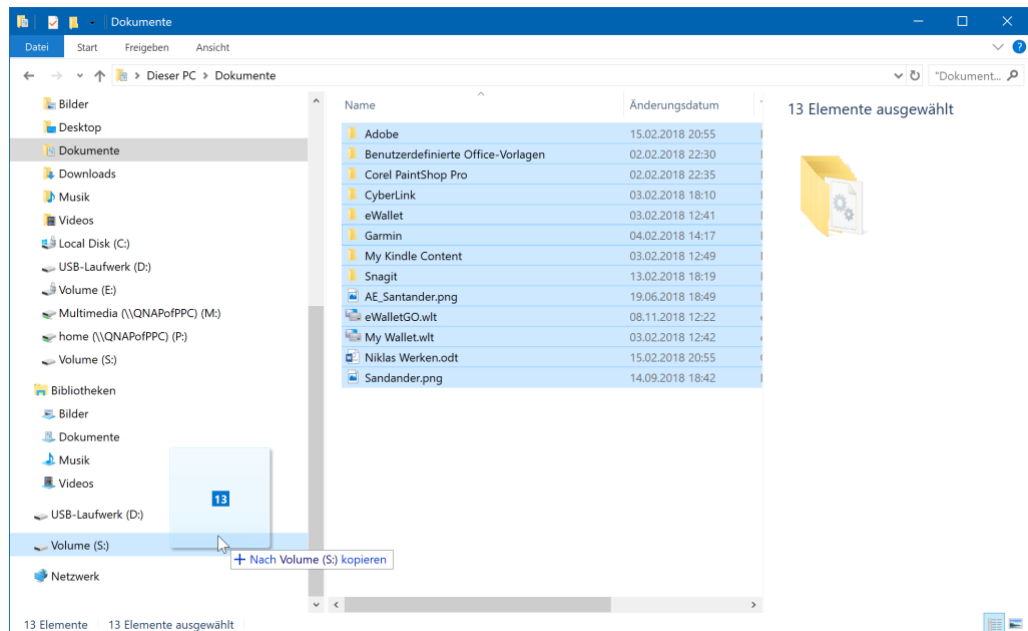 Dokumente
Datei Start Freigeben Ansicht
Dieser PC > Dokumente "Dokument...
Bilder
Desktop
Dokumente
Downloads
Musik
Videos
Local Disk (C:)
USB-Laufwerk (D:)
Volume (E:)
Multimedia (\\QNAPofPPC) (M:)
home (\\QNAPofPPC) (P:)
Volume (S:)
Bibliotheken
Bilder
Dokumente
Musik
Videos
USB-Laufwerk (D:)
Volume (S:)
Netzwerk
13
+ Nach Volume (S:) kopieren
Name Änderungsdatum
Adobe 15.02.2018 20:55
Benutzerdefinierte Office-Vorlagen 02.02.2018 22:30
Corel PaintShop Pro 02.02.2018 22:35
CyberLink 03.02.2018 18:10
eWallet 03.02.2018 12:41
Garmin 04.02.2018 14:17
My Kindle Content 03.02.2018 12:49
Snagit 13.02.2018 18:19
AE_Santander.png 19.06.2018 18:49
eWalletGO.wlt 08.11.2018 12:22
My Wallet.wlt 03.02.2018 12:42
Niklas Werken.odt 15.02.2018 20:55
Sandander.png 14.09.2018 18:42
13 Elemente ausgewählt
13 Elemente 13 Elemente ausgewählt